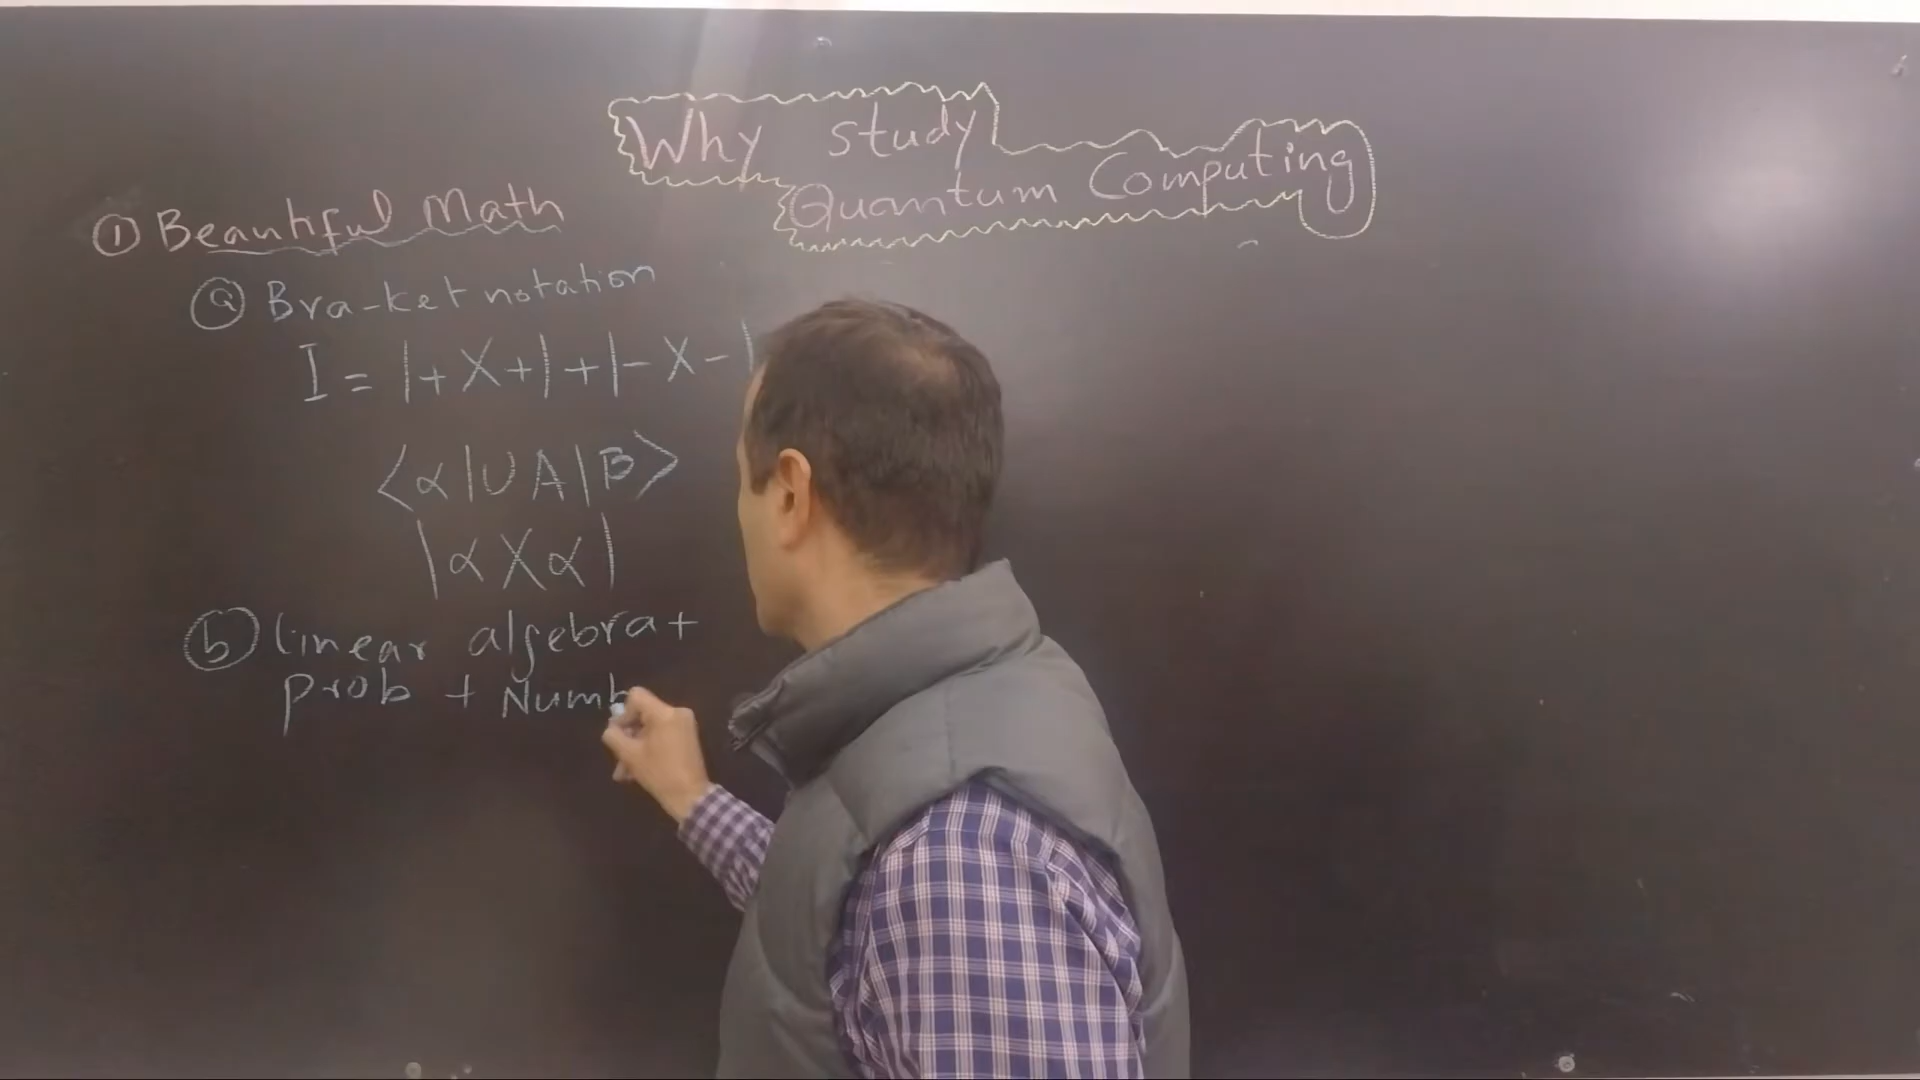 Why study
Quantum Computing
① Beautiful Math
ⓐ Bra-ket notation
I = |+X+| + |-X-|
<α|UA|B>
|αXα|
ⓑ linear algebra +
prob + Numb